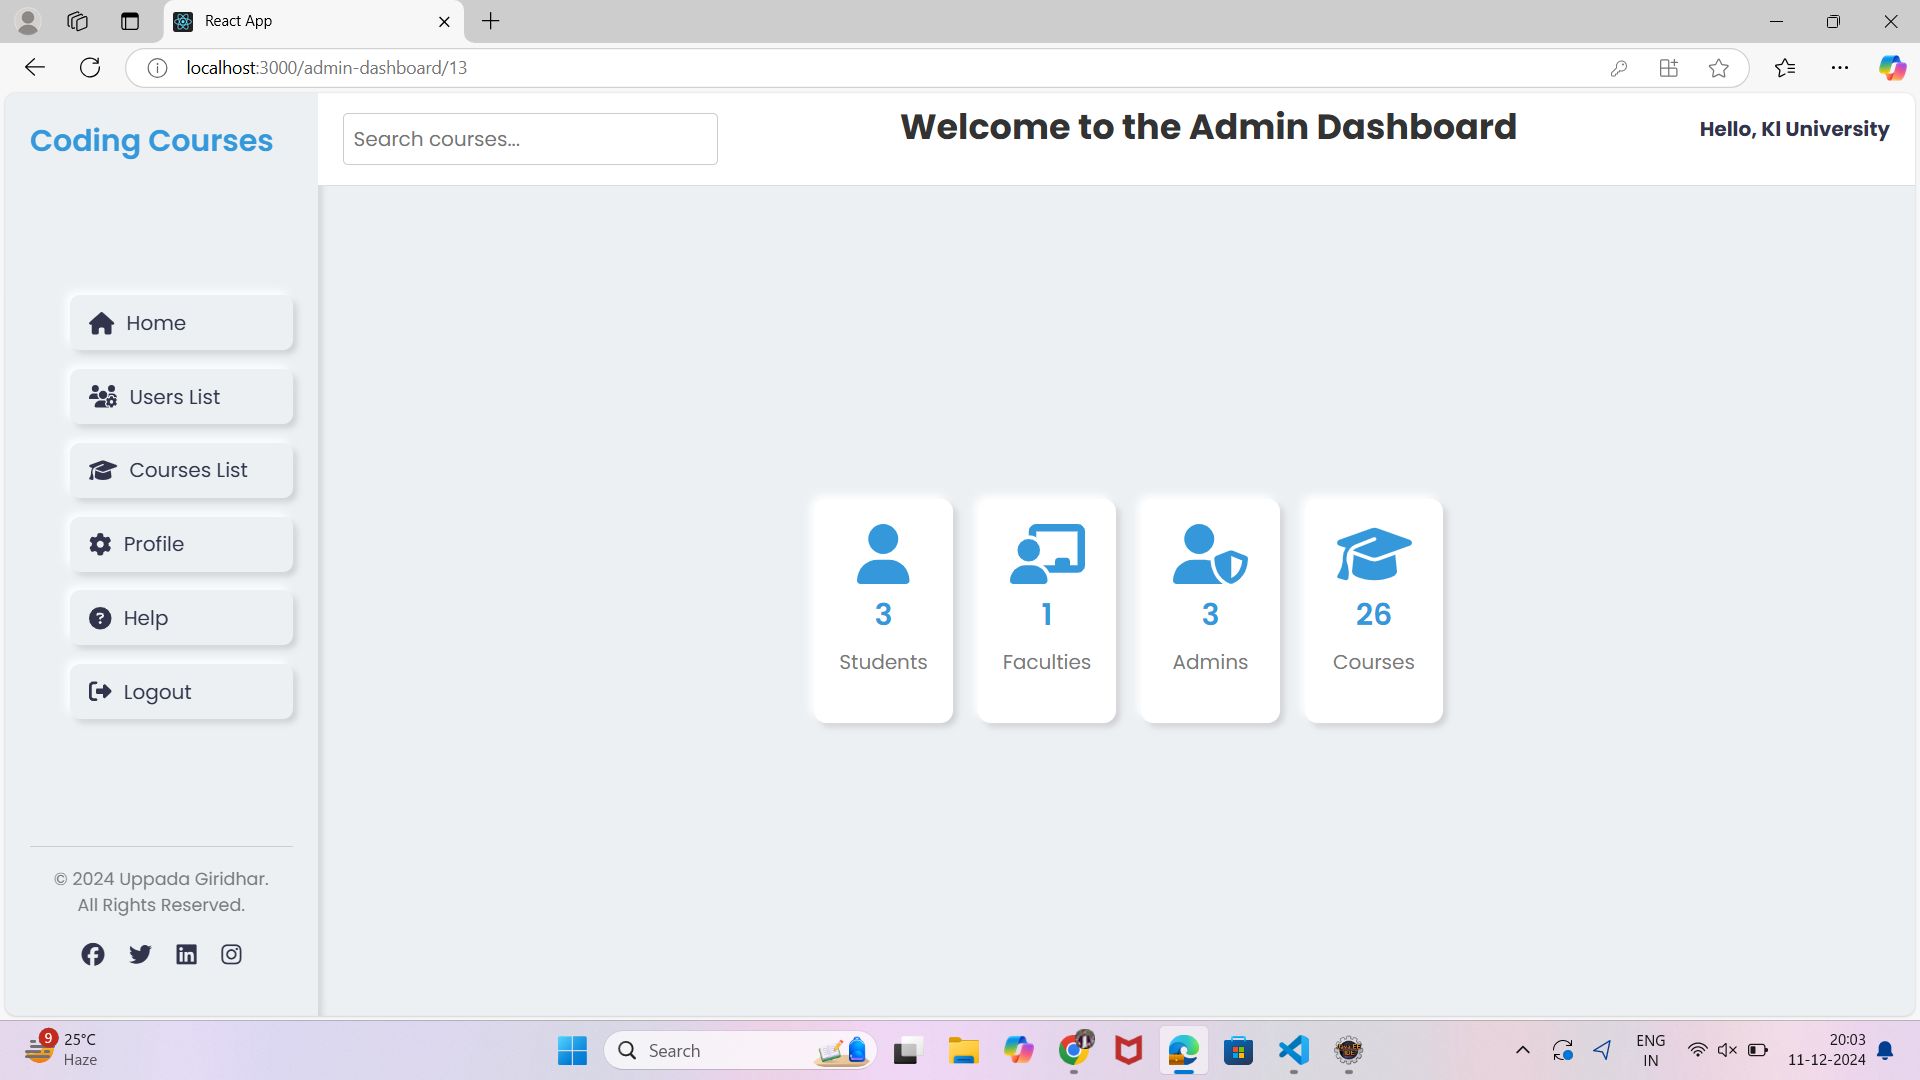 React App
localhost:3000/admin-dashboard/13
Coding Courses
Search courses...
Welcome to the Admin Dashboard
Hello, Kl University
Home
Users List
Courses List
Profile
Help
Logout
3
Students
1
Faculties
3
Admins
26
Courses
© 2024 Uppada Giridhar.
All Rights Reserved.
9
25°C
Haze
Search
ENG
IN
20:03
11-12-2024